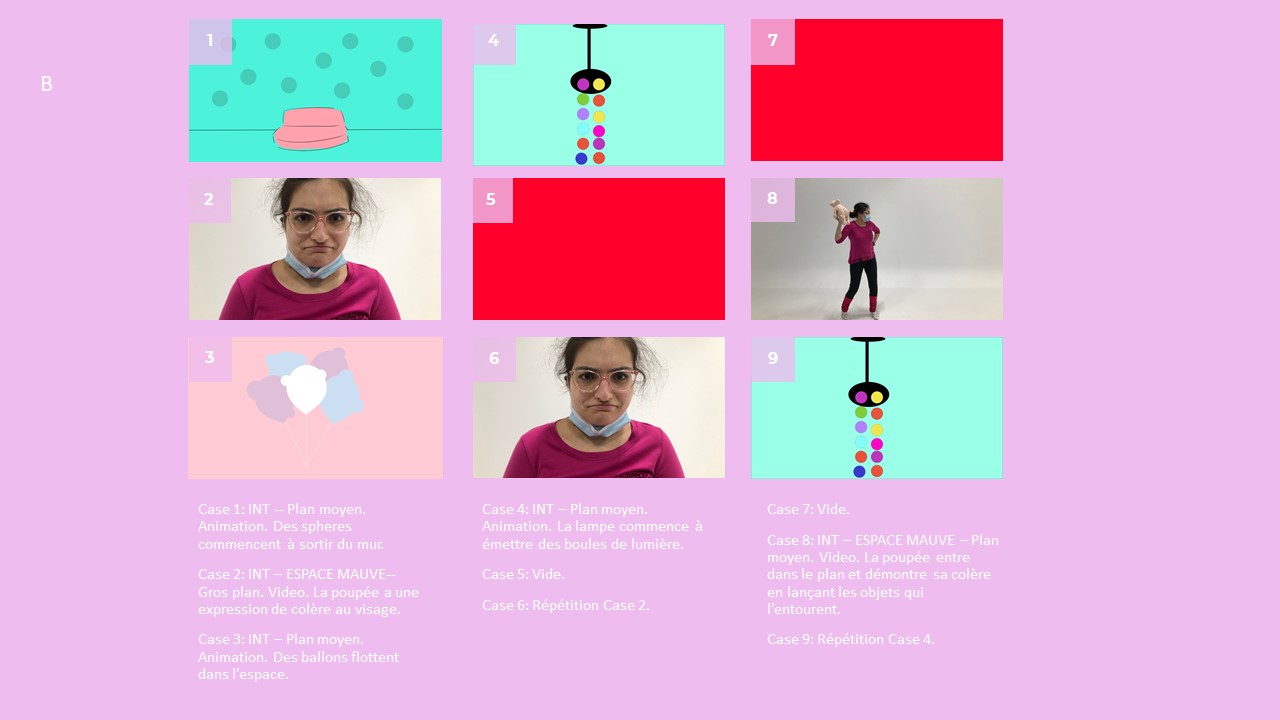 B
1
4
7
2
5
8
3
6
9
Case 1: INT -- Plan moyen.
Animation. Des spheres
commencent à sortir du mur.
Case 2: INT – ESPACE MAUVE--
Gros plan. Video. La poupée a une
expression de colère au visage.
Case 3: INT – Plan moyen.
Animation. Des ballons flottent
dans l'espace.
Case 4: INT – Plan moyen.
Animation. La lampe commence à
émettre des boules de lumière.
Case 5: Vide.
Case 6: Répétition Case 2.
Case 7: Vide.
Case 8: INT – ESPACE MAUVE – Plan
moyen. Video. La poupée entre
dans le plan et démontre sa colère
en lançant les objets qui
l'entourent.
Case 9: Répétition Case 4.